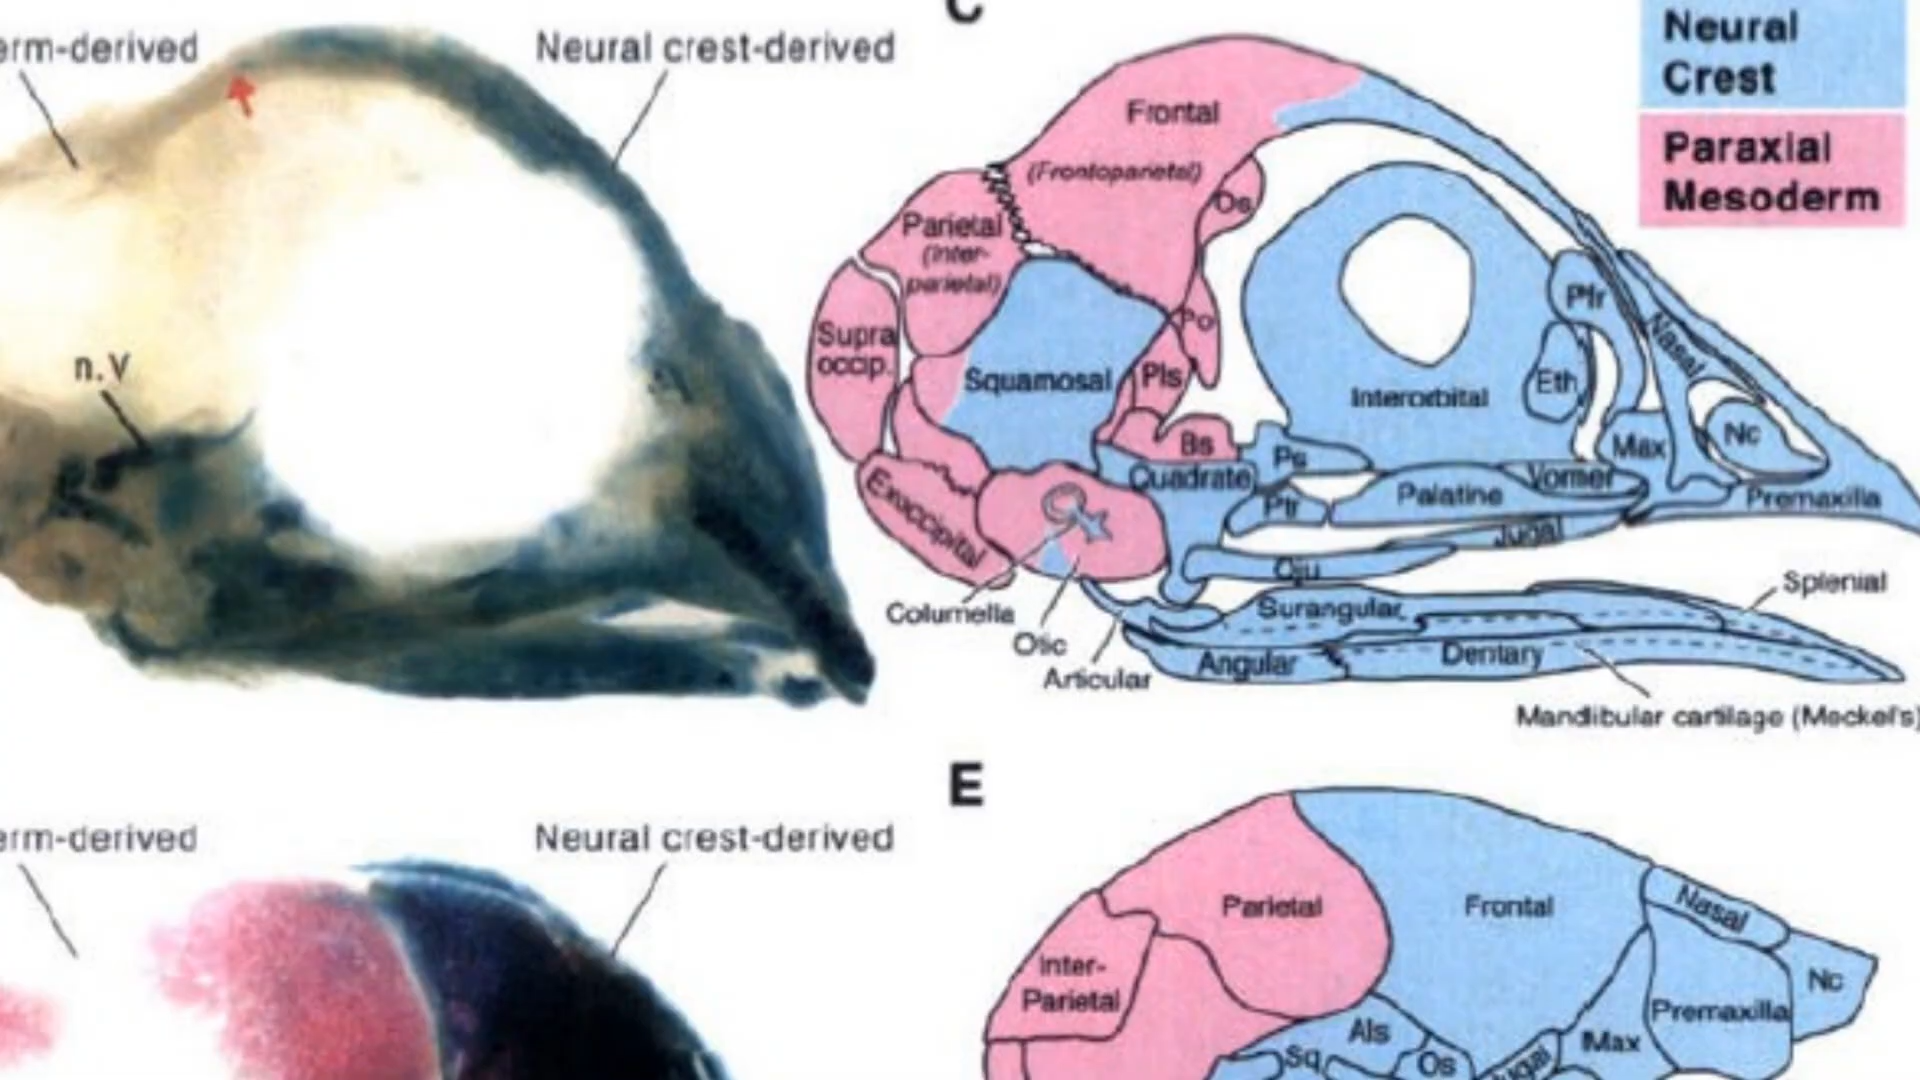 erm-derived
Neural crest-derived
n.V
C
Neural
Crest
Paraxial
Mesoderm
Frontal
(Frontoparietal)
Os
Parietal
(Inter-
parietal)
Supra
occip.
Squamosal
Po
Pls
Bs
Interorbital
Pfr
Eth
Nasal
Nc
Max
Ps
Quadrate
Ptr
Palatine
Vomer
Premaxilla
Jugal
Qju
Exoccipital
Columella
Otic
Articular
Surangular
Splenial
Angular
Dentary
Mandibular cartilage (Meckel's)
erm-derived
Neural crest-derived
E
Parietal
Frontal
Nasal
Inter-
Parietal
Nc
Premaxilla
Als
Max
Sq
Os
Jugal